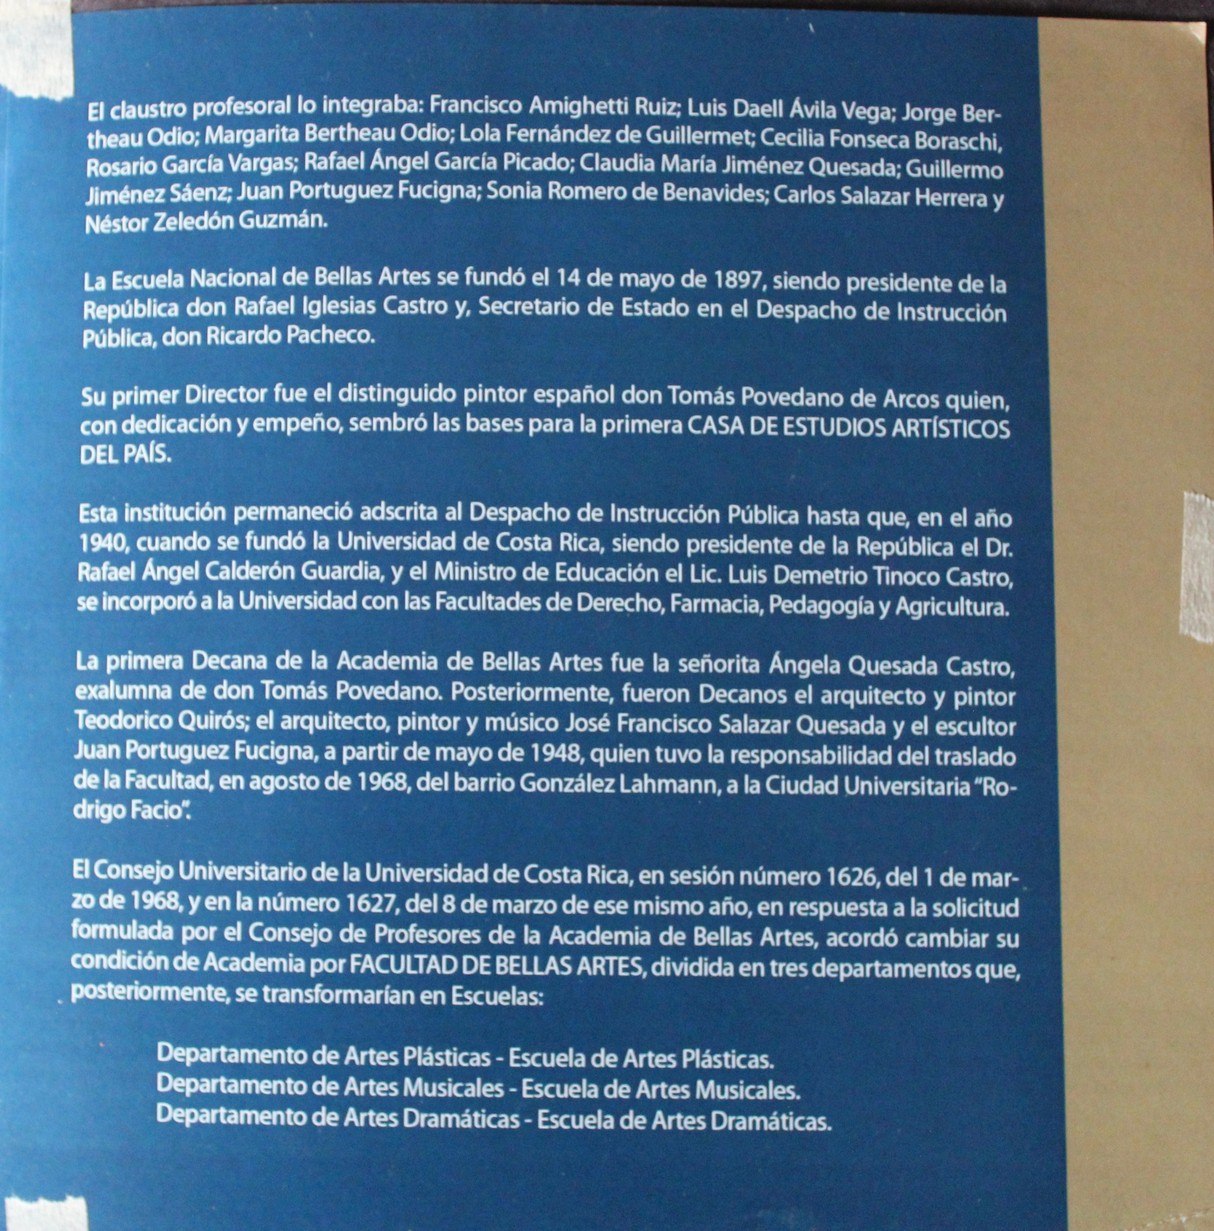 El claustro profesoral lo integraba: Francisco Amighetti Ruiz; Luis Daell Ávila Vega; Jorge Ber-
theau Odio; Margarita Bertheau Odio; Lola Fernández de Guillermet; Cecilia Fonseca Boraschi,
Rosario García Vargas; Rafael Ángel García Picado; Claudia María Jiménez Quesada; Guillermo
Jiménez Sáenz; Juan Portuguez Fucigna; Sonia Romero de Benavides; Carlos Salazar Herrera y
Néstor Zeledón Guzmán.
La Escuela Nacional de Bellas Artes se fundó el 14 de mayo de 1897, siendo presidente de la
República don Rafael Iglesias Castro y, Secretario de Estado en el Despacho de Instrucción
Pública, don Ricardo Pacheco.
Su primer Director fue el distinguido pintor español don Tomás Povedano de Arcos quien,
con dedicación y empeño, sembró las bases para la primera CASA DE ESTUDIOS ARTÍSTICOS
DEL PAÍS.
Esta institución permaneció adscrita al Despacho de Instrucción Pública hasta que, en el año
1940, cuando se fundó la Universidad de Costa Rica, siendo presidente de la República el Dr.
Rafael Ángel Calderón Guardia, y el Ministro de Educación el Lic. Luis Demetrio Tinoco Castro,
se incorporó a la Universidad con las Facultades de Derecho, Farmacia, Pedagogía y Agricultura.
La primera Decana de la Academia de Bellas Artes fue la señorita Ángela Quesada Castro,
exalumna de don Tomás Povedano. Posteriormente, fueron Decanos el arquitecto y pintor
Teodorico Quirós; el arquitecto, pintor y músico José Francisco Salazar Quesada y el escultor
Juan Portuguez Fucigna, a partir de mayo de 1948, quien tuvo la responsabilidad del traslado
de la Facultad, en agosto de 1968, del barrio González Lahmann, a la Ciudad Universitaria "Ro-
drigo Facio".
El Consejo Universitario de la Universidad de Costa Rica, en sesión número 1626, del 1 de mar-
zo de 1968, y en la número 1627, del 8 de marzo de ese mismo año, en respuesta a la solicitud
formulada por el Consejo de Profesores de la Academia de Bellas Artes, acordó cambiar su
condición de Academia por FACULTAD DE BELLAS ARTES, dividida en tres departamentos que,
posteriormente, se transformarían en Escuelas:
Departamento de Artes Plásticas - Escuela de Artes Plásticas.
Departamento de Artes Musicales - Escuela de Artes Musicales.
Departamento de Artes Dramáticas - Escuela de Artes Dramáticas.